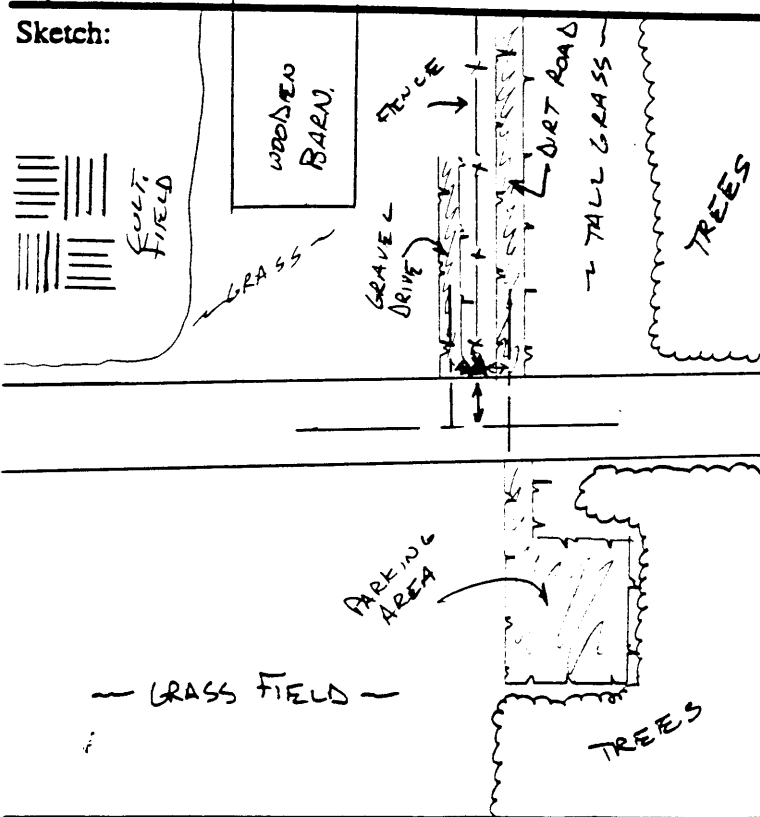 Sketch:
WOODEN
BARN.
CULT.
FIELD
~ GRASS ~
FENCE
GRAVEL
DRIVE
DIRT ROAD
~ TALL GRASS ~
TREES
PARKING
AREA
~ GRASS FIELD ~
TREES